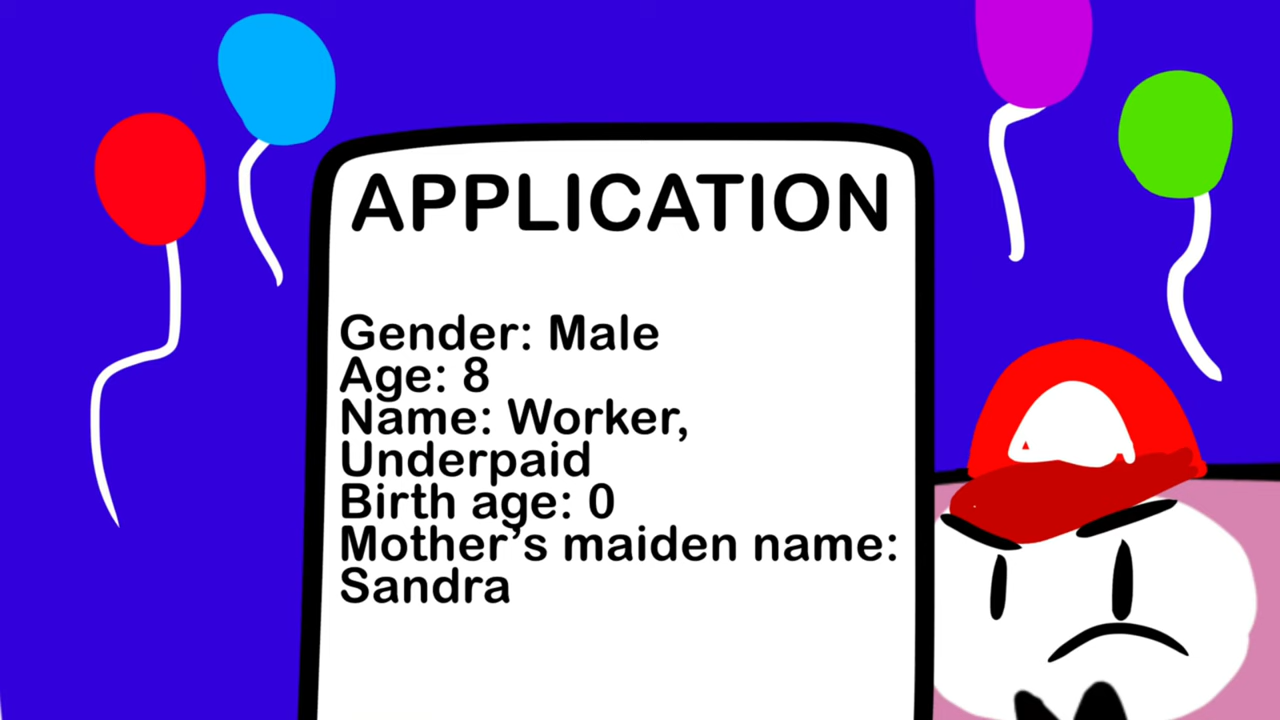 APPLICATION
Gender: Male
Age: 8
Name: Worker,
Underpaid
Birth age: 0
Mother's maiden name:
Sandra